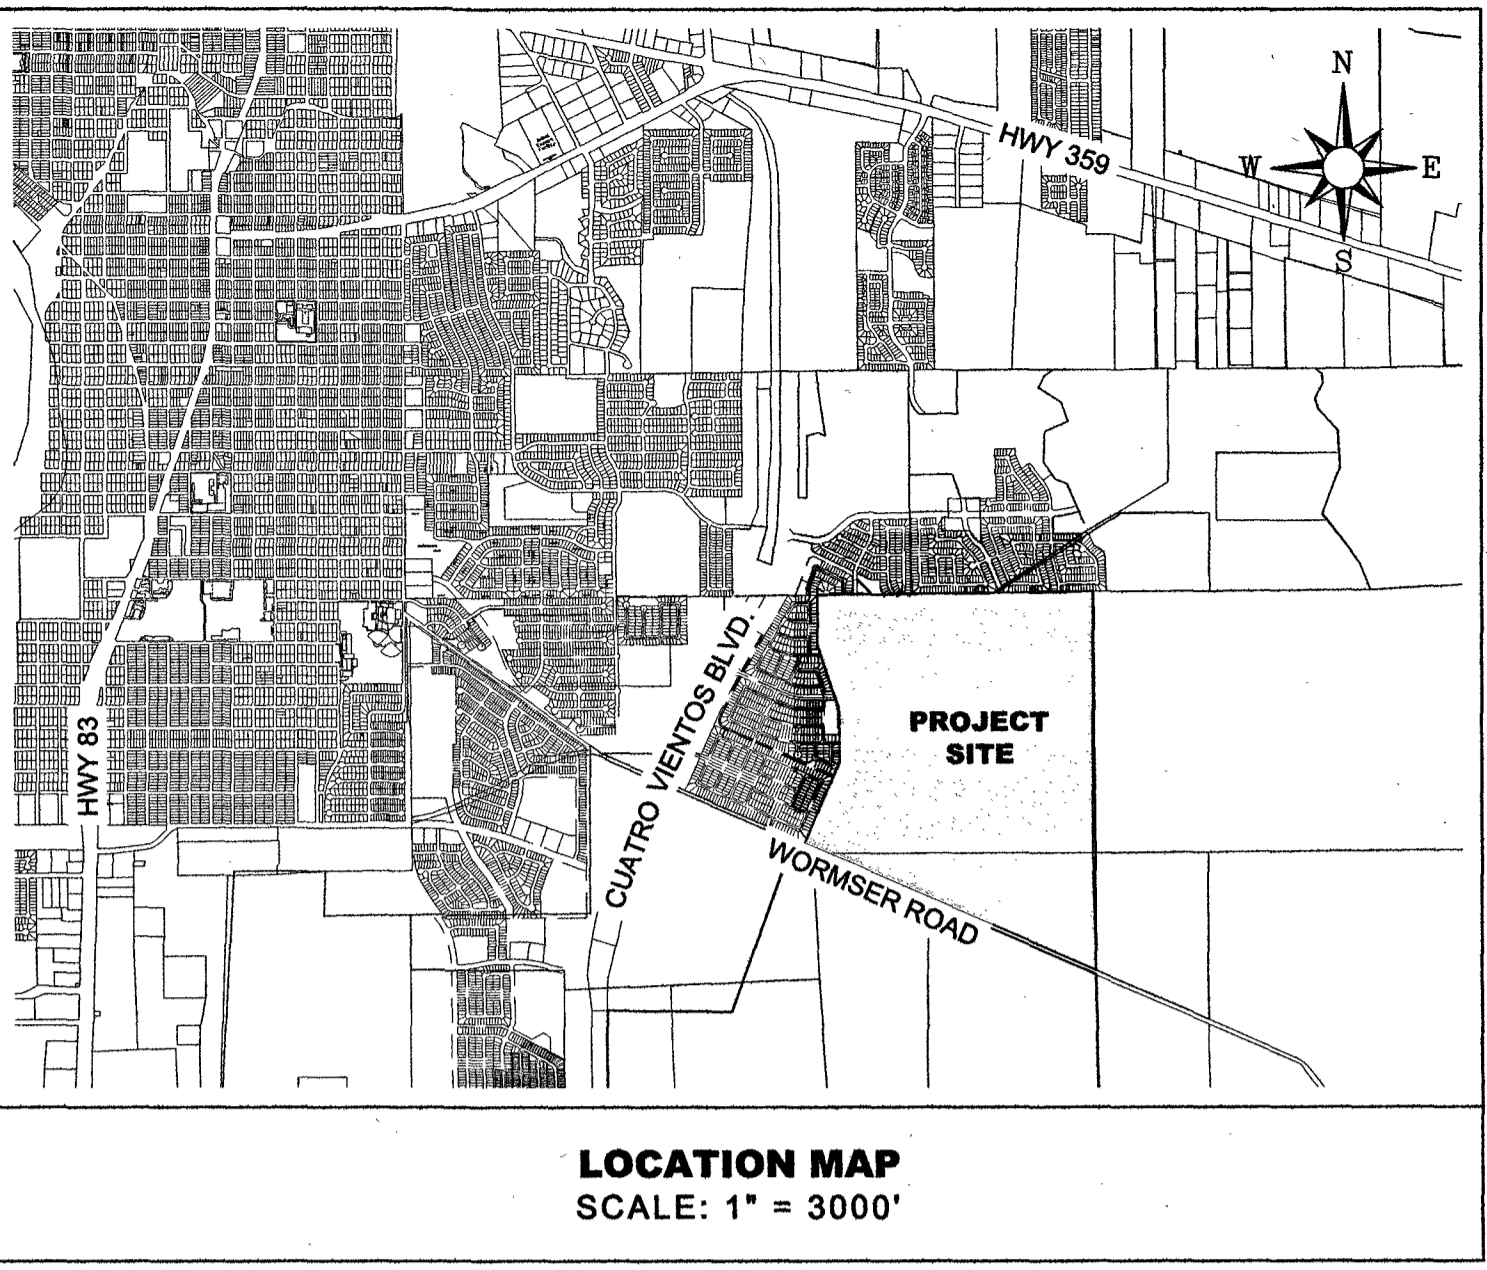 N
HWY 359
W
E
S
PROJECT
SITE
HWY 83
CUATRO VIENTOS BLVD.
WORMSER ROAD
LOCATION MAP
SCALE: 1" = 3000'